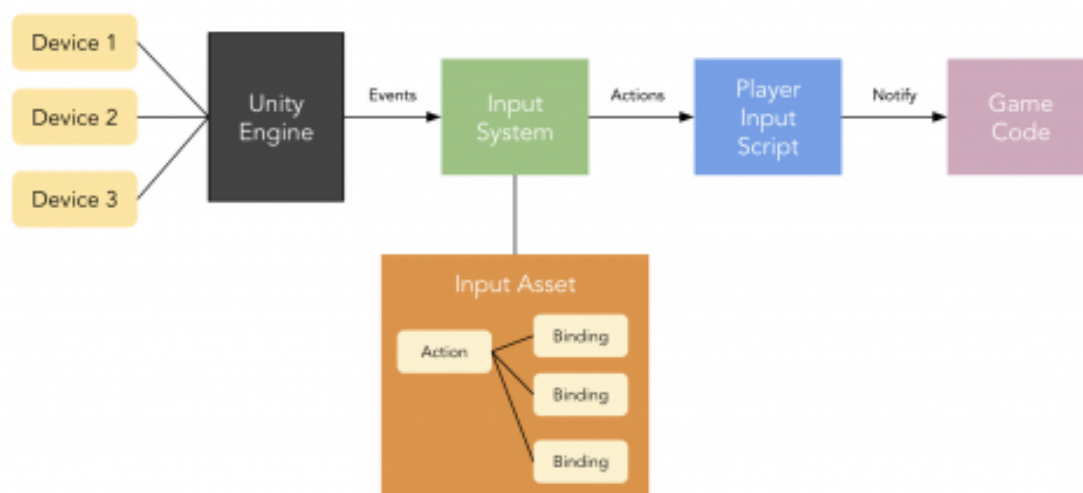 Device 1
Device 2
Device 3
Unity
Engine
Events
Input
System
Actions
Player
Input
Script
Notify
Game
Code
Input Asset
Action
Binding
Binding
Binding